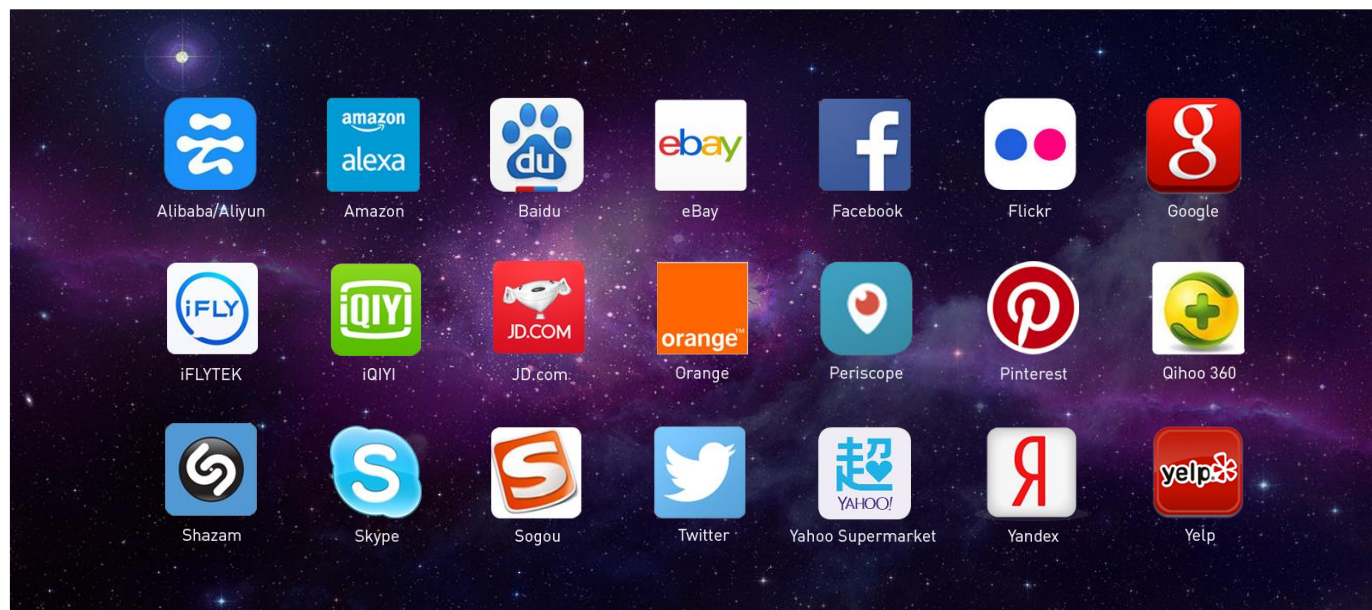 amazon
alexa
du
ebay
f
g
Alibaba/Aliyun
Amazon
Baidu
eBay
Facebook
Flickr
Google
iFLY
iQIYI
JD.COM
orange™
iFLYTEK
iQIYI
JD.com
Orange
Periscope
Pinterest
Qihoo 360
S
S
超
YAHOO!
Я
yelp
Shazam
Skype
Sogou
Twitter
Yahoo Supermarket
Yandex
Yelp